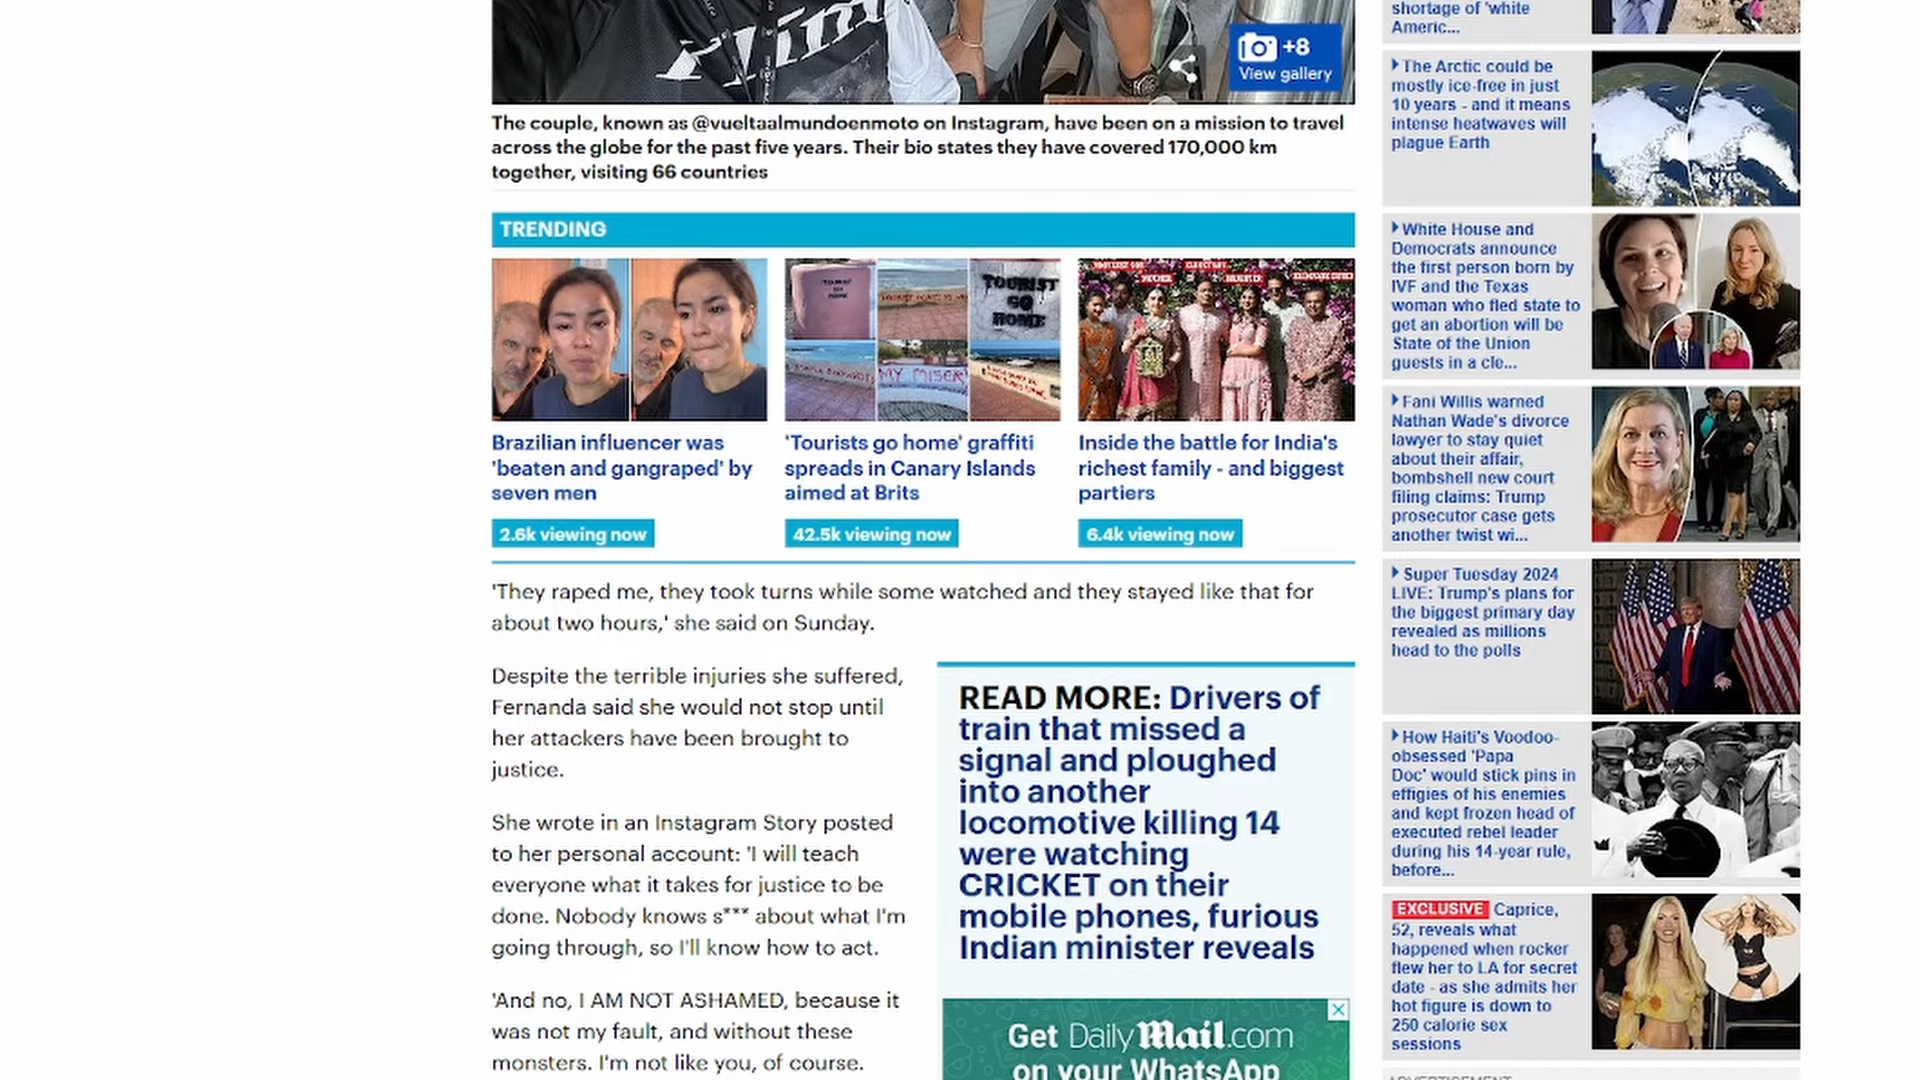 +8
View gallery
The couple, known as @vueltaalmundoenmoto on Instagram, have been on a mission to travel
across the globe for the past five years. Their bio states they have covered 170,000 km
together, visiting 66 countries
TRENDING
TOURIST
GO
HOME
MY MISERY
Brazilian influencer was
'beaten and gangraped' by
seven men
2.6k viewing now
'Tourists go home' graffiti
spreads in Canary Islands
aimed at Brits
42.5k viewing now
Inside the battle for India's
richest family - and biggest
partiers
6.4k viewing now
'They raped me, they took turns while some watched and they stayed like that for
about two hours,' she said on Sunday.
Despite the terrible injuries she suffered,
Fernanda said she would not stop until
her attackers have been brought to
justice.
She wrote in an Instagram Story posted
to her personal account: 'I will teach
everyone what it takes for justice to be
done. Nobody knows s*** about what I'm
going through, so I'll know how to act.
'And no, I AM NOT ASHAMED, because it
was not my fault, and without these
monsters. I'm not like you, of course.
READ MORE: Drivers of
train that missed a
signal and ploughed
into another
locomotive killing 14
were watching
CRICKET on their
mobile phones, furious
Indian minister reveals
Get Daily Mail.com
on your WhatsApp
shortage of 'white
Americ...
The Arctic could be
mostly ice-free in just
10 years - and it means
intense heatwaves will
plague Earth
White House and
Democrats announce
the first person born by
IVF and the Texas
woman who fled state to
get an abortion will be
State of the Union
guests in a cle...
Fani Willis warned
Nathan Wade's divorce
lawyer to stay quiet
about their affair,
bombshell new court
filing claims: Trump
prosecutor case gets
another twist wi...
Super Tuesday 2024
LIVE: Trump's plans for
the biggest primary day
revealed as millions
head to the polls
How Haiti's Voodoo-
obsessed 'Papa
Doc' would stick pins in
effigies of his enemies
and kept frozen head of
executed rebel leader
during his 14-year rule,
before...
EXCLUSIVE Caprice,
52, reveals what
happened when rocker
flew her to LA for secret
date - as she admits her
hot figure is down to
250 calorie sex
sessions
ADVERTISEMENT